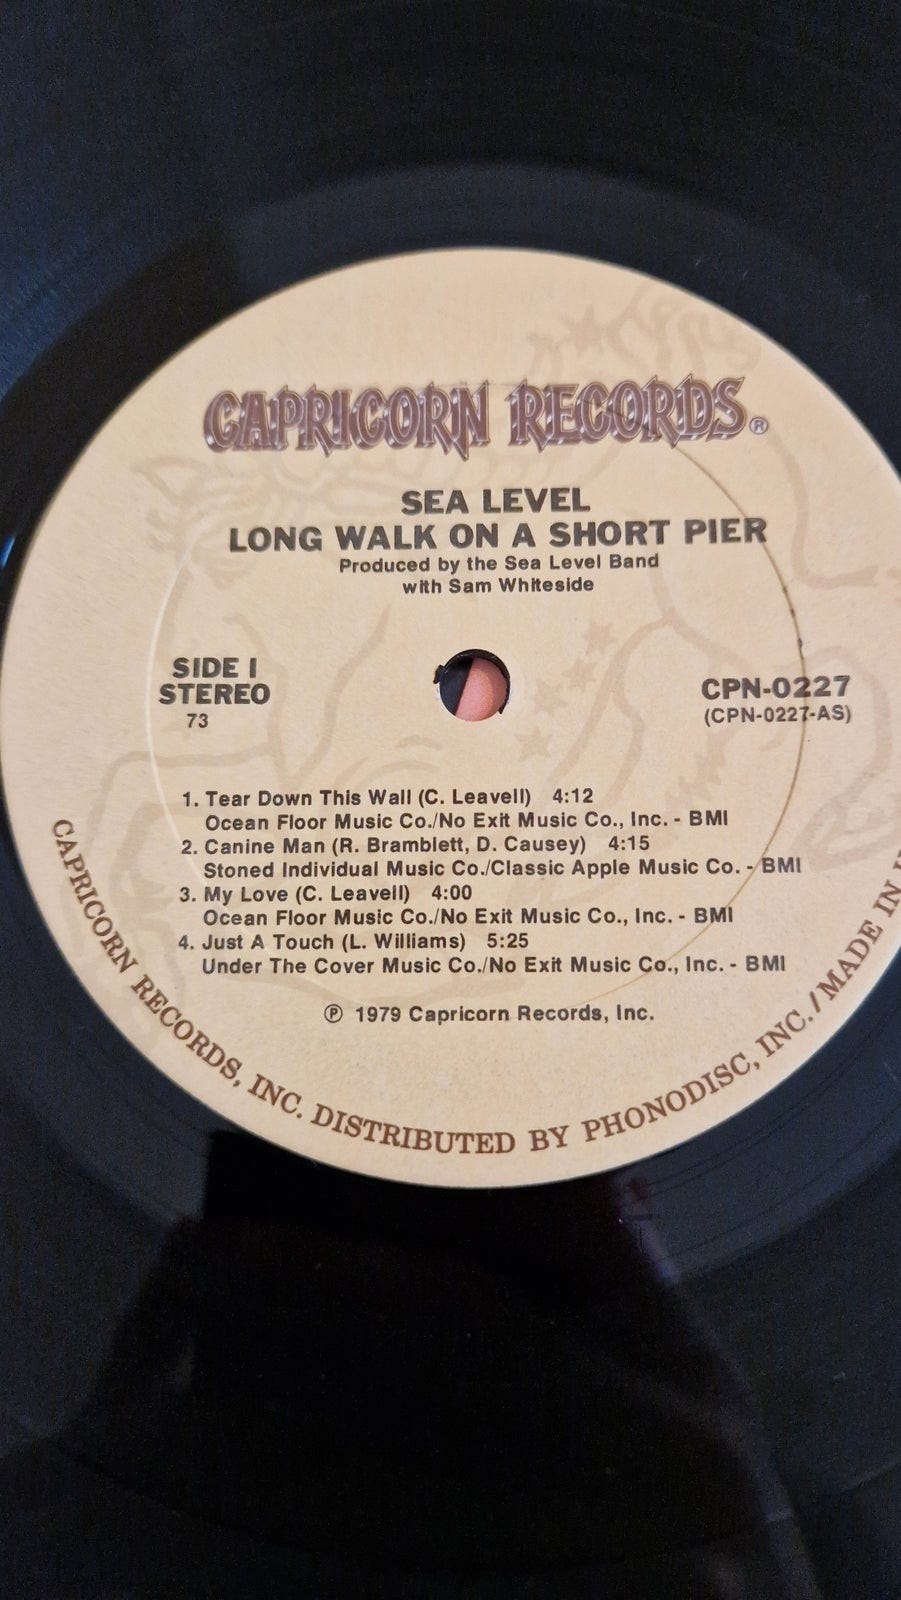 CAPRICORN RECORDS®
SEA LEVEL
LONG WALK ON A SHORT PIER
Produced by the Sea Level Band
with Sam Whiteside
SIDE I
STEREO
73
CPN-0227
(CPN-0227-AS)
1. Tear Down This Wall (C. Leavell) 4:12
Ocean Floor Music Co./No Exit Music Co., Inc. - BMI
2. Canine Man (R. Bramblett, D. Causey) 4:15
Stoned Individual Music Co./Classic Apple Music Co. - BMI
3. My Love (C. Leavell) 4:00
Ocean Floor Music Co./No Exit Music Co., Inc. - BMI
4. Just A Touch (L. Williams) 5:25
Under The Cover Music Co./No Exit Music Co., Inc. - BMI
℗ 1979 Capricorn Records, Inc.
CAPRICORN RECORDS, INC. DISTRIBUTED BY PHONODISC, INC. / MADE IN